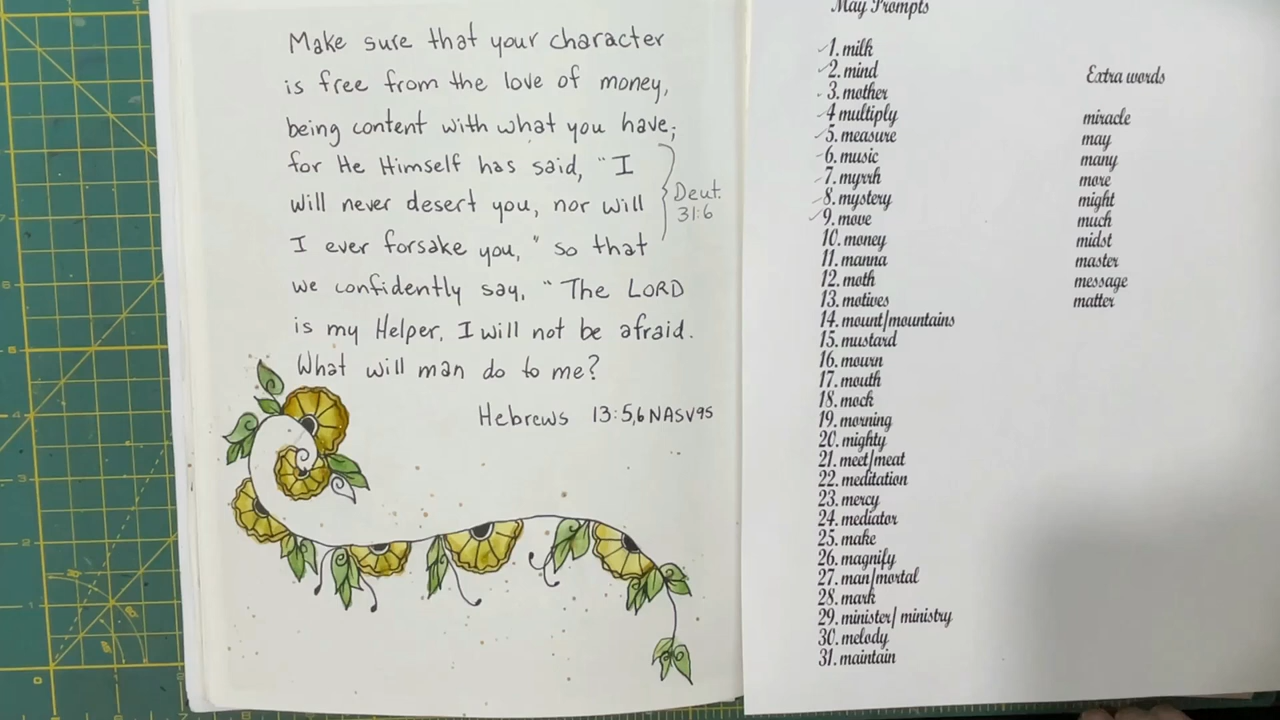 Make sure that your character
is free from the love of money,
being content with what you have;
for He Himself has said, "I
will never desert you, nor will
I ever forsake you," so that
we confidently say, "The LORD
is my Helper, I will not be afraid.
What will man do to me?
Hebrews 13:5,6 NASV95
Deut.
31:6
May Prompts
1. milk
2. mind
3. mother
4 multiply
5. measure
6. music
7. myrrh
8. mystery
9. move
10. money
11. manna
12. moth
13. motives
14. mount/mountains
15. mustard
16. mourn
17. mouth
18. mock
19. morning
20. mighty
21. meet/meat
22. meditation
23. mercy
24. mediator
25. make
26. magnify
27. man/mortal
28. mark
29. minister/ ministry
30. melody
31. maintain
Extra words
miracle
may
many
more
might
much
midst
master
message
matter